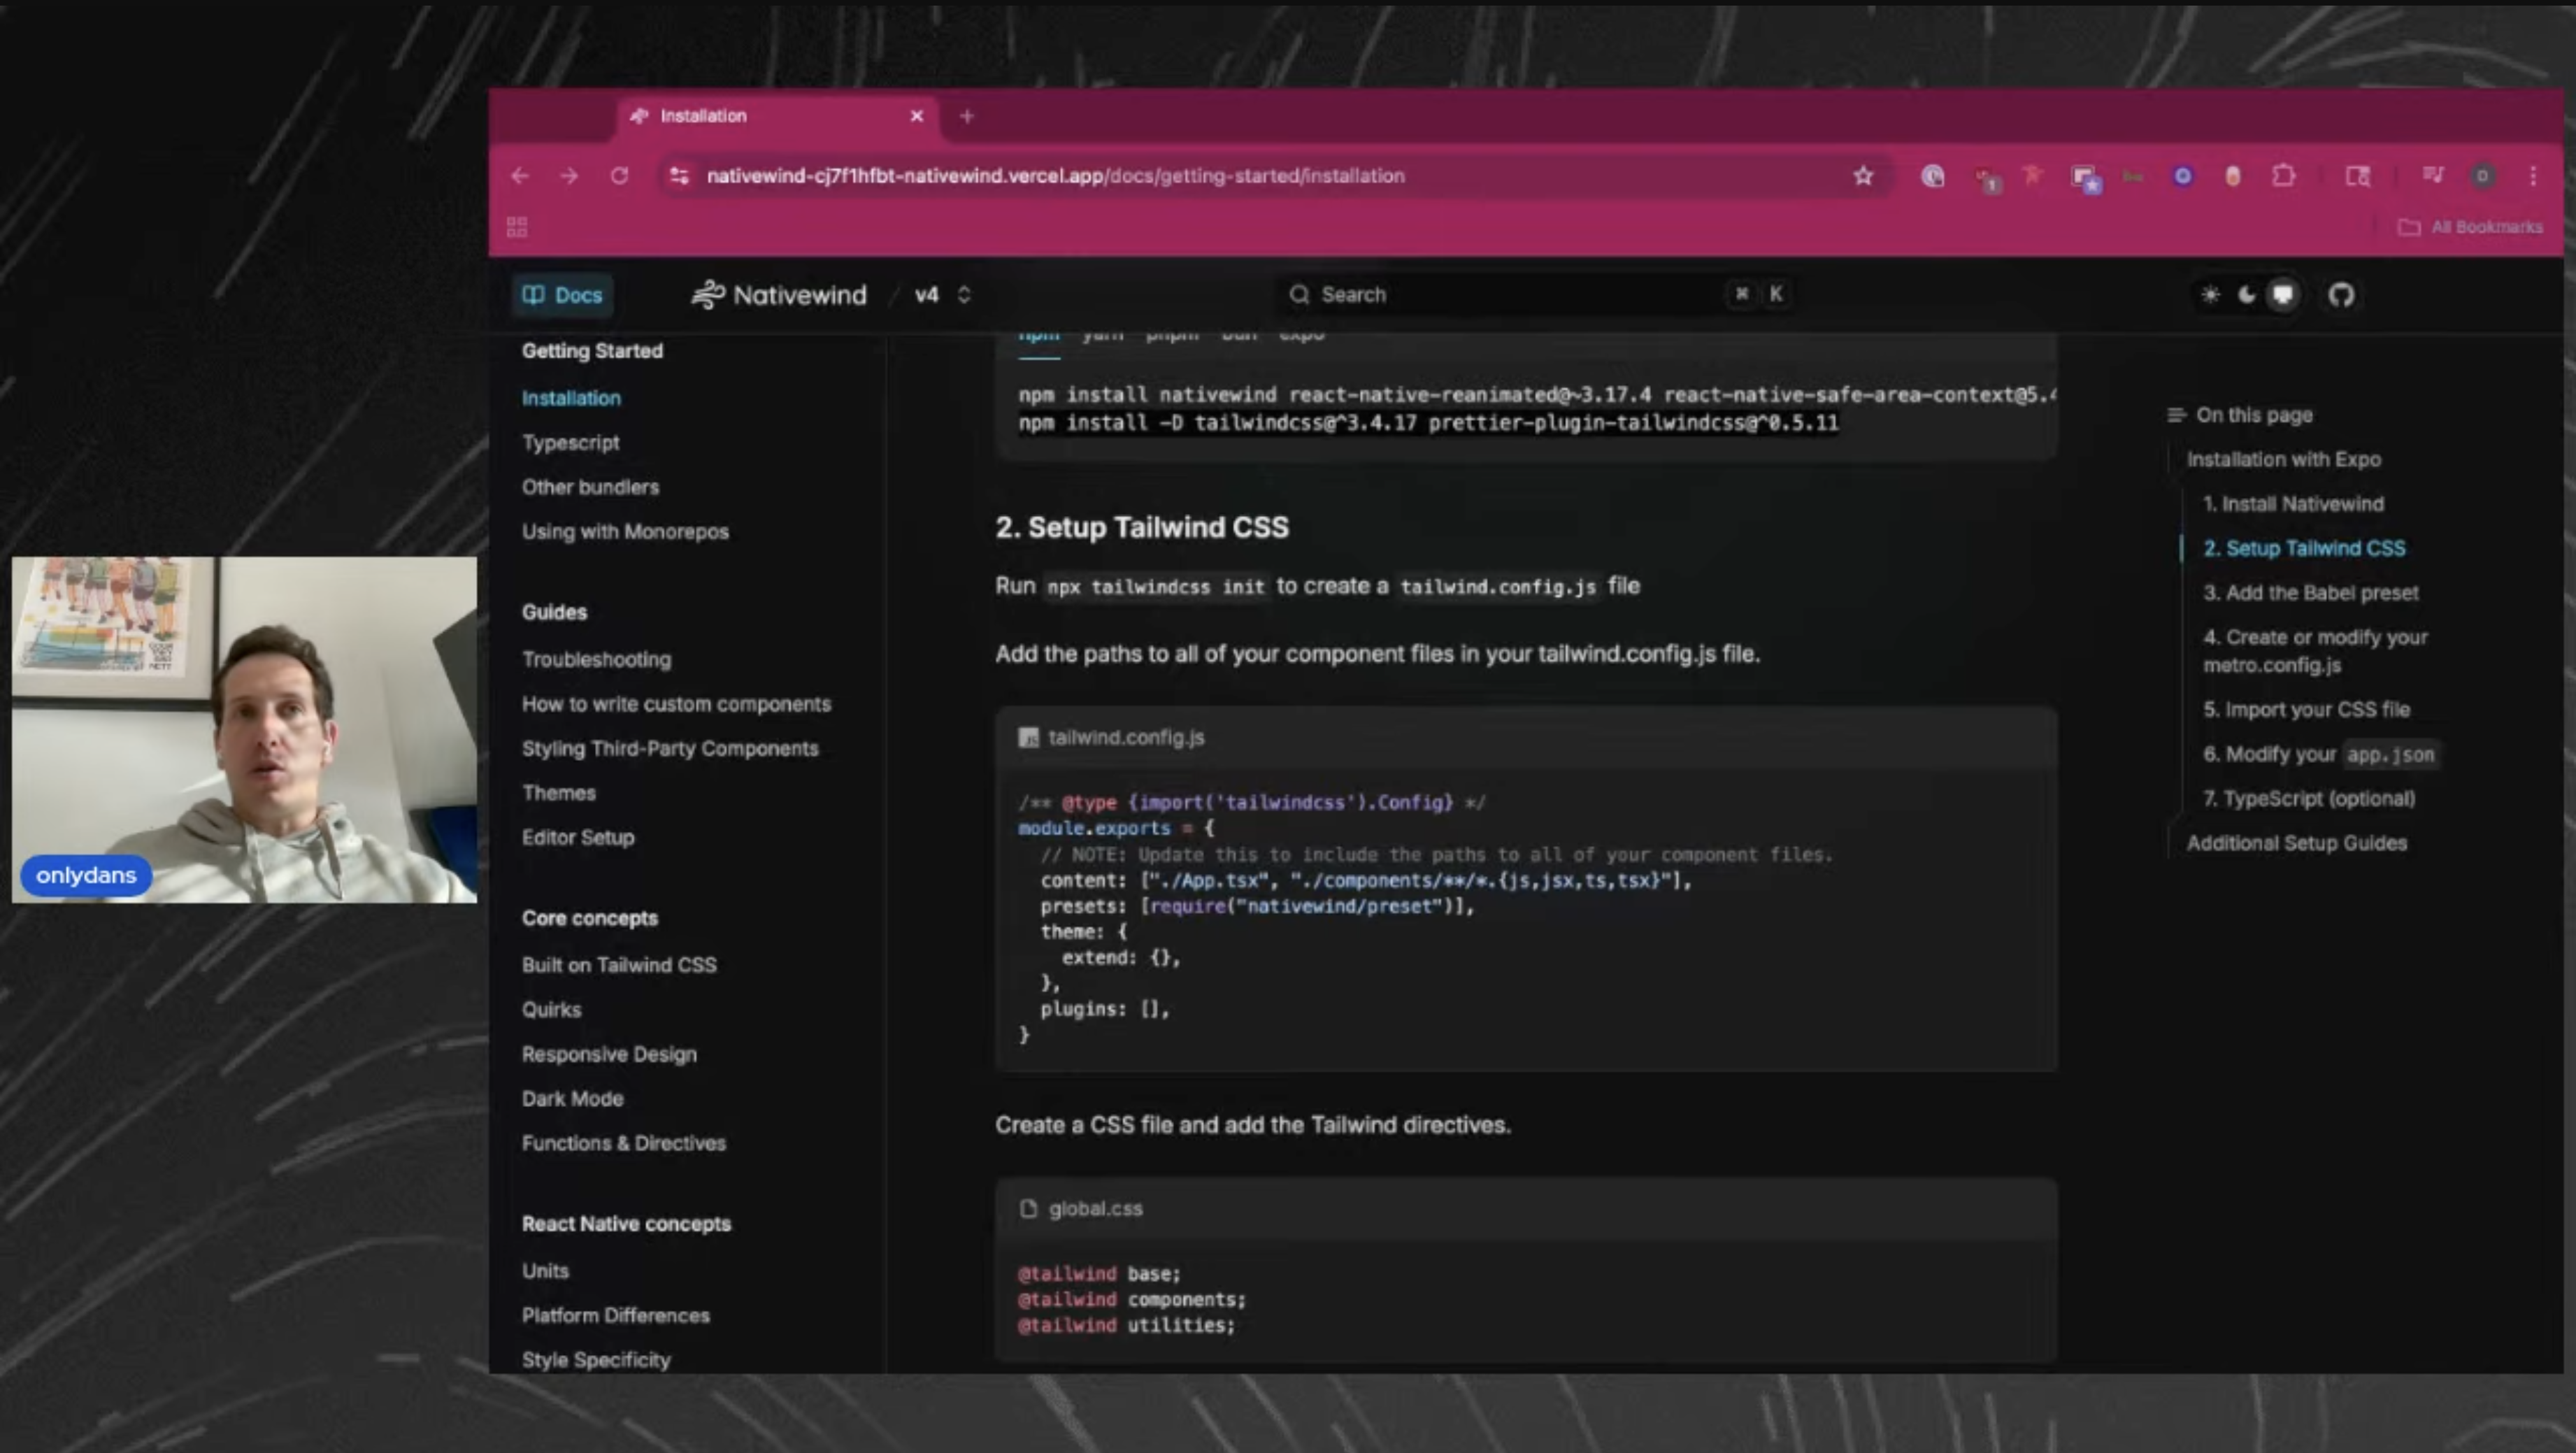 Installation
nativewind-cj7f1hfbt-nativewind.vercel.app/docs/getting-started/installation
1
D
All Bookmarks
Docs
Nativewind / v4
Search
⌘ K
Getting Started
Installation
Typescript
Other bundlers
Using with Monorepos
Guides
Troubleshooting
How to write custom components
Styling Third-Party Components
Themes
Editor Setup
Core concepts
Built on Tailwind CSS
Quirks
Responsive Design
Dark Mode
Functions & Directives
React Native concepts
Units
Platform Differences
Style Specificity
npm yarn pnpm bun expo
npm install nativewind react-native-reanimated@~3.17.4 react-native-safe-area-context@5.4
npm install -D tailwindcss@^3.4.17 prettier-plugin-tailwindcss@^0.5.11
2. Setup Tailwind CSS
Run npx tailwindcss init to create a tailwind.config.js file
Add the paths to all of your component files in your tailwind.config.js file.
JS tailwind.config.js
/** @type {import('tailwindcss').Config} */
module.exports = {
// NOTE: Update this to include the paths to all of your component files.
content: ["./App.tsx", "./components/**/*.{js,jsx,ts,tsx}"],
presets: [require("nativewind/preset")],
theme: {
extend: {},
},
plugins: [],
}
Create a CSS file and add the Tailwind directives.
global.css
@tailwind base;
@tailwind components;
@tailwind utilities;
On this page
Installation with Expo
1. Install Nativewind
2. Setup Tailwind CSS
3. Add the Babel preset
4. Create or modify your
metro.config.js
5. Import your CSS file
6. Modify your app.json
7. TypeScript (optional)
Additional Setup Guides
onlydans